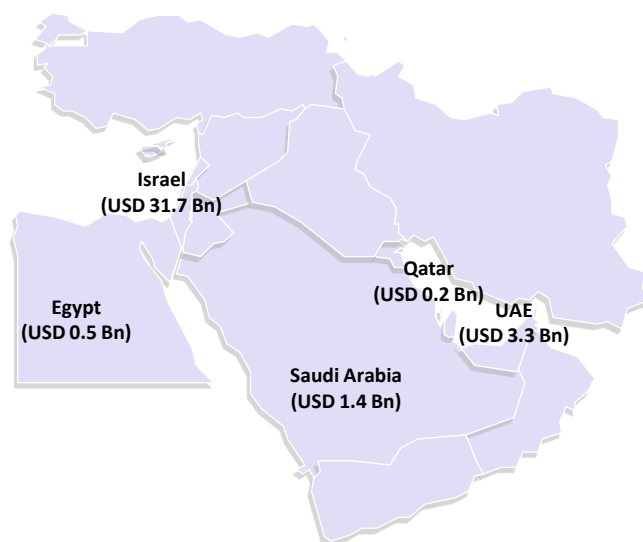 Israel
(USD 31.7 Bn)
Qatar
(USD 0.2 Bn)
Egypt
(USD 0.5 Bn)
UAE
(USD 3.3 Bn)
Saudi Arabia
(USD 1.4 Bn)